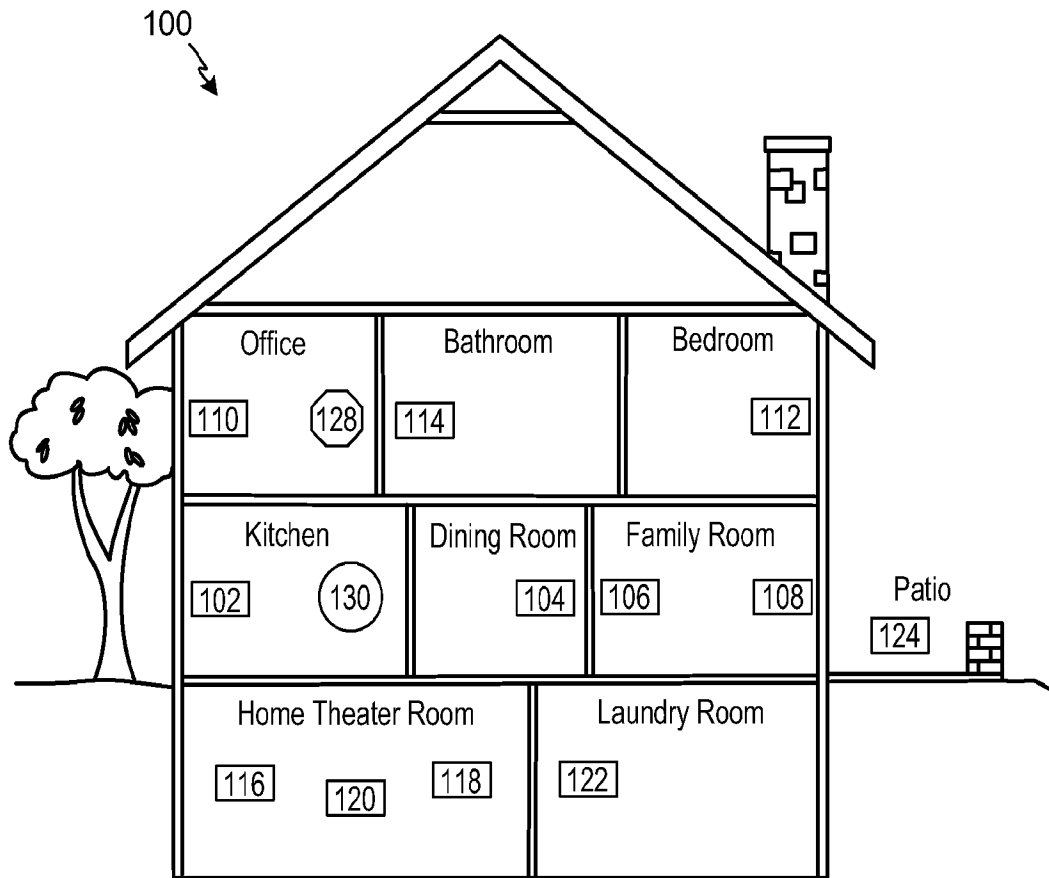 100
Office
Bathroom
Bedroom
110
128
114
112
Kitchen
Dining Room
Family Room
102
130
104
106
108
Patio
124
Home Theater Room
Laundry Room
116
120
118
122